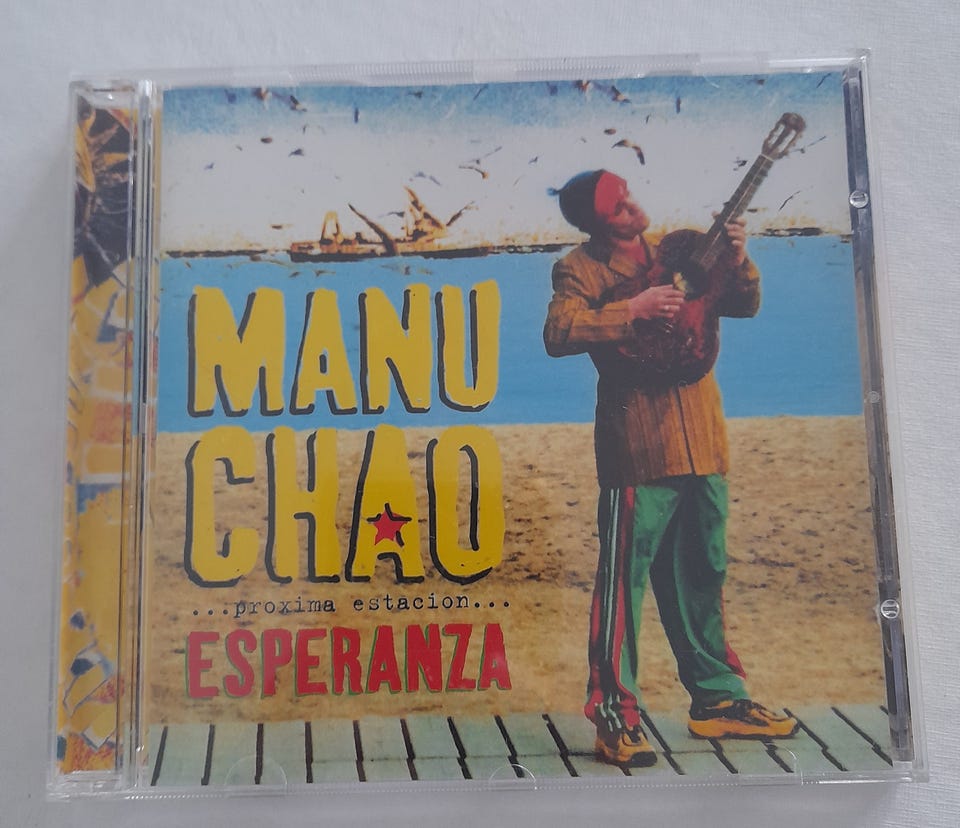 MANU
CHAO
...proxima estacion...
ESPERANZA